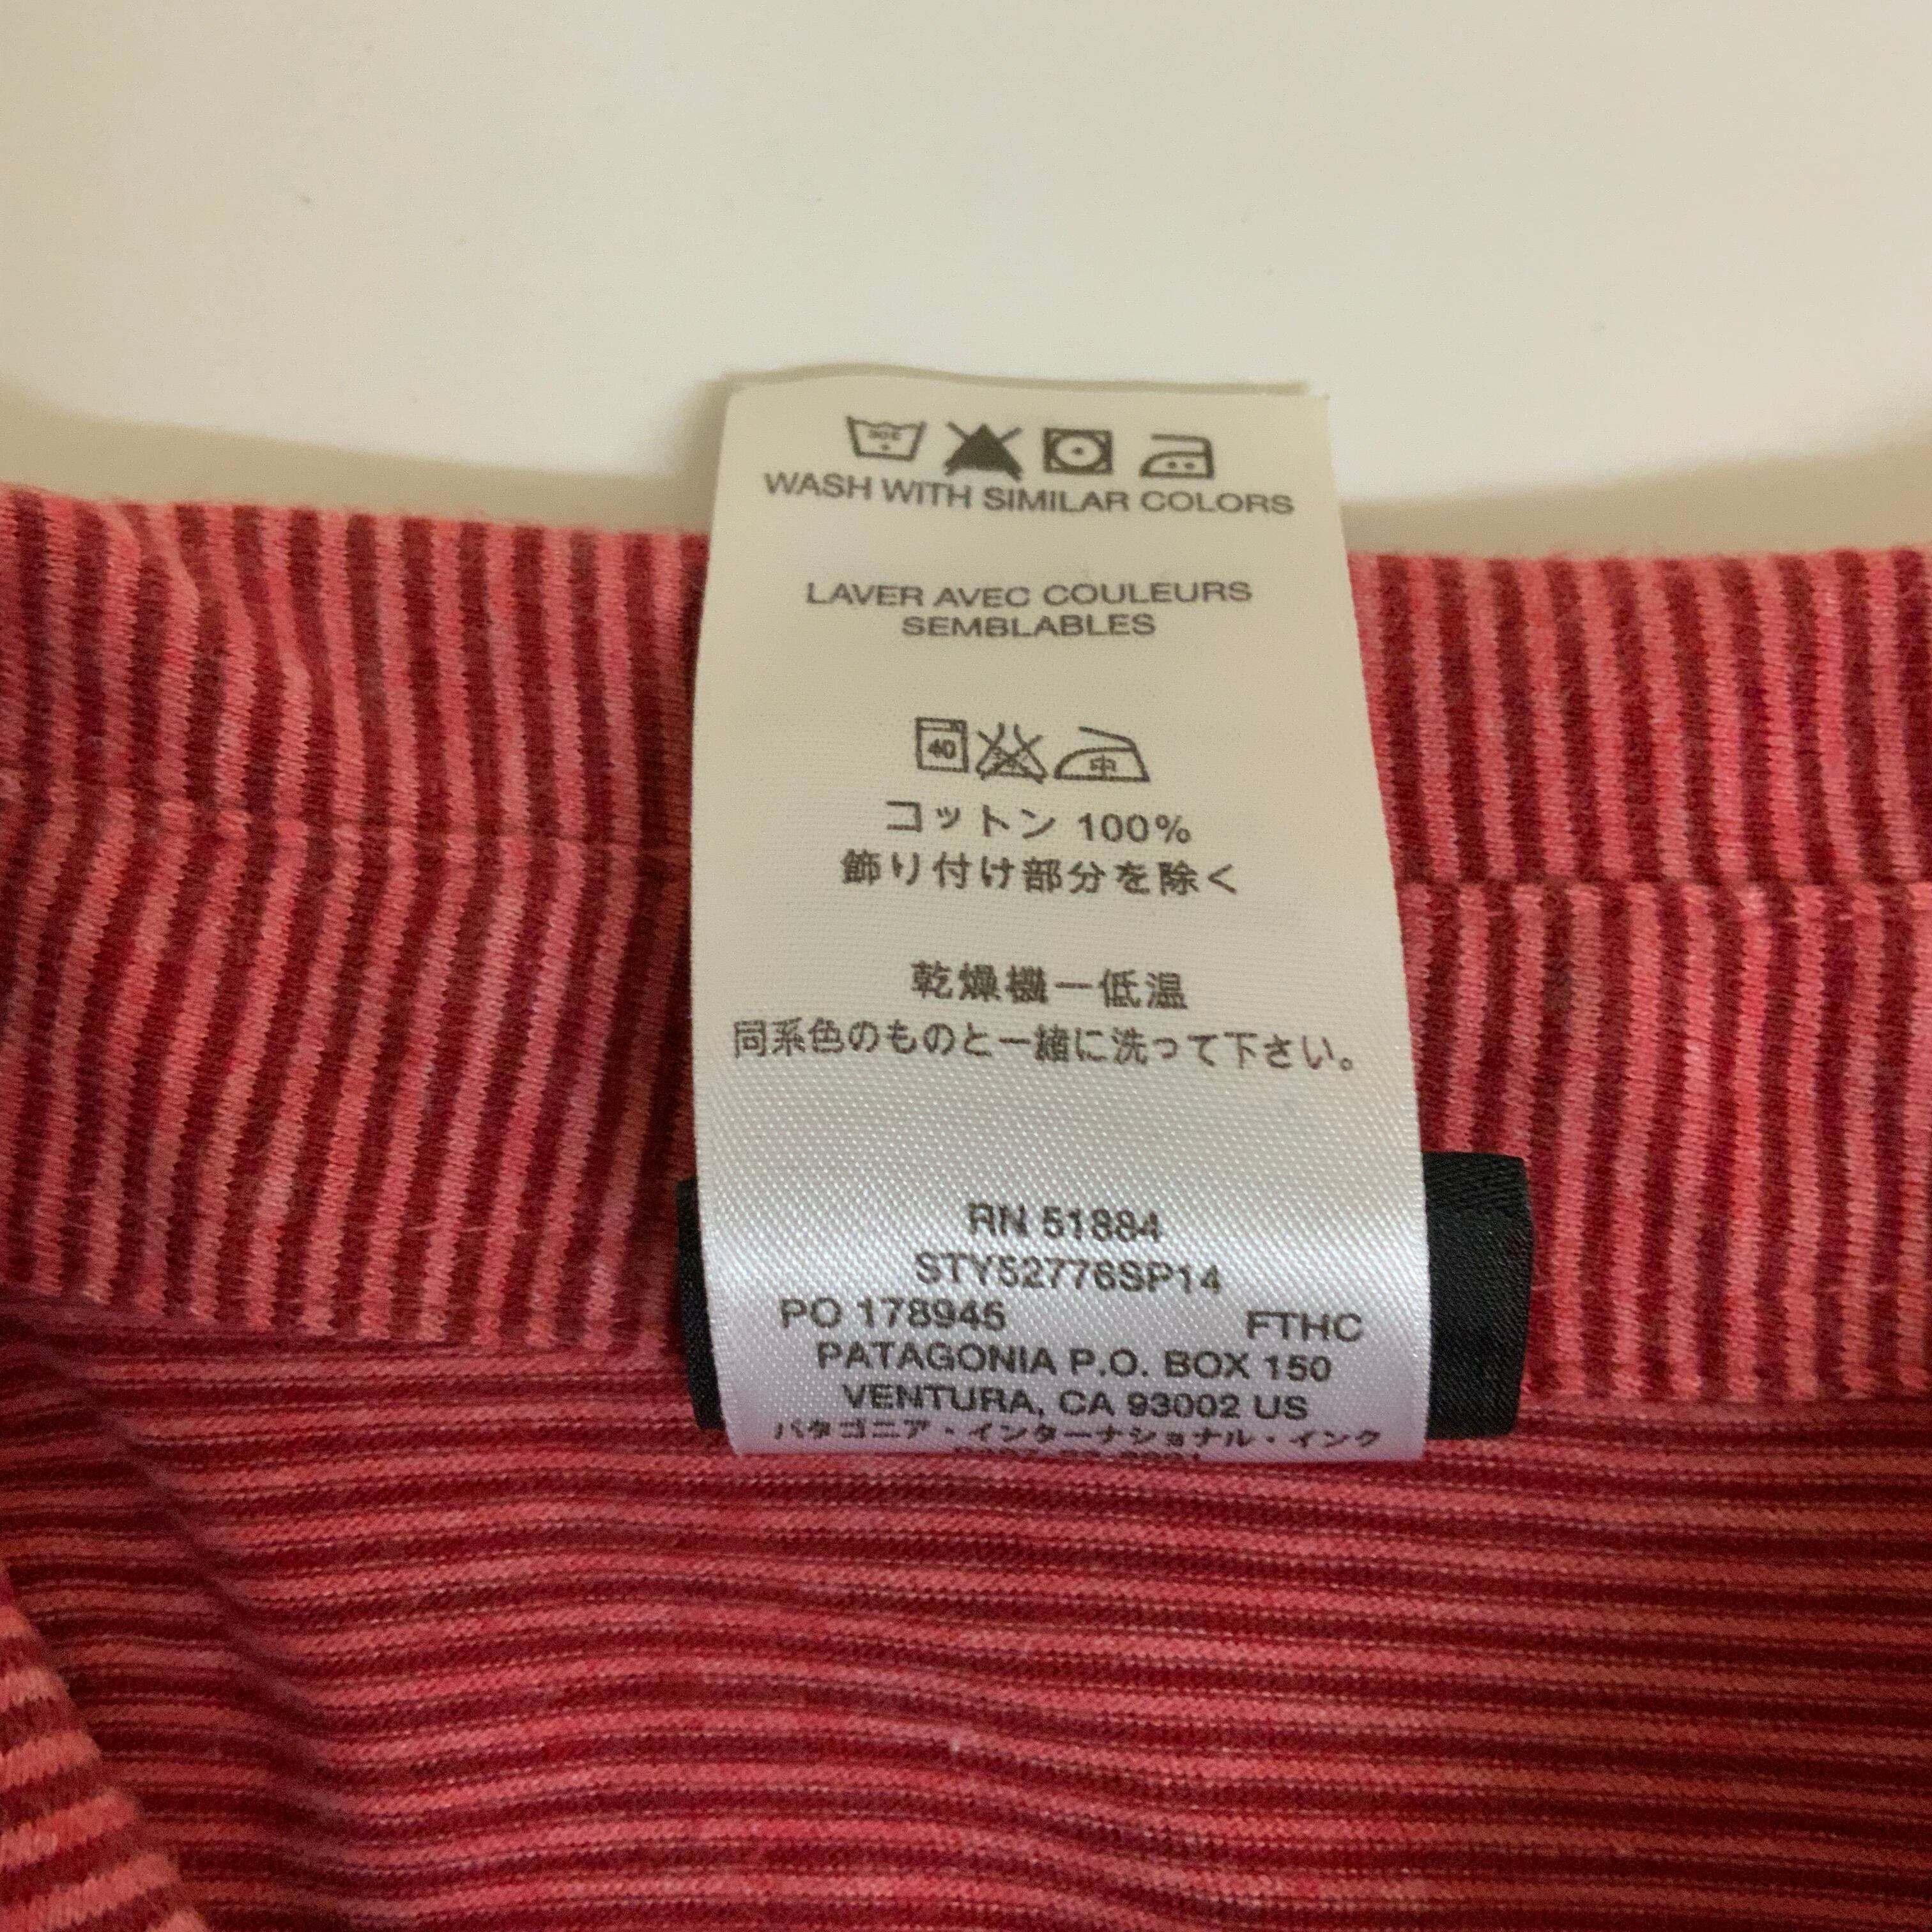 30C
WASH WITH SIMILAR COLORS
LAVER AVEC COULEURS
SEMBLABLES
40 中
コットン 100%
飾り付け部分を除く
乾燥機ー低温
同系色のものと一緒に洗って下さい。
RN 51884
STY52776SP14
PO 178945 FTHC
PATAGONIA P.O. BOX 150
VENTURA, CA 93002 US
パタゴニア・インターナショナル・インク